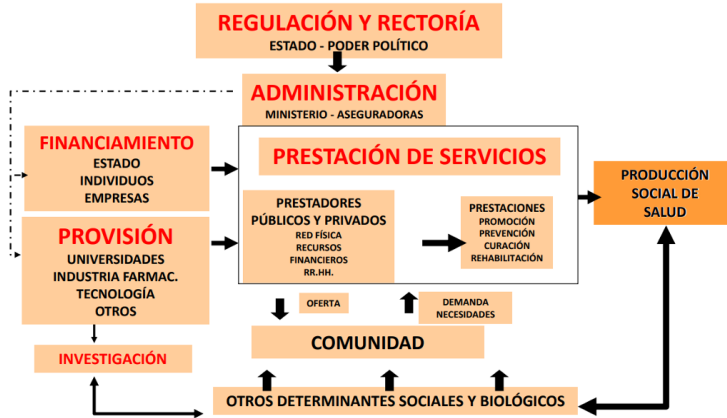 REGULACIÓN Y RECTORÍA
ESTADO - PODER POLÍTICO
ADMINISTRACIÓN
MINISTERIO - ASEGURADORAS
FINANCIAMIENTO
ESTADO
INDIVIDUOS
EMPRESAS
PROVISIÓN
UNIVERSIDADES
INDUSTRIA FARMAC.
TECNOLOGÍA
OTROS
INVESTIGACIÓN
PRESTACIÓN DE SERVICIOS
PRESTADORES
PÚBLICOS Y PRIVADOS
RED FÍSICA
RECURSOS
FINANCIEROS
RR.HH.
PRESTACIONES
PROMOCIÓN
PREVENCIÓN
CURACIÓN
REHABILITACIÓN
PRODUCCIÓN
SOCIAL DE
SALUD
OFERTA
DEMANDA
NECESIDADES
COMUNIDAD
OTROS DETERMINANTES SOCIALES Y BIOLÓGICOS